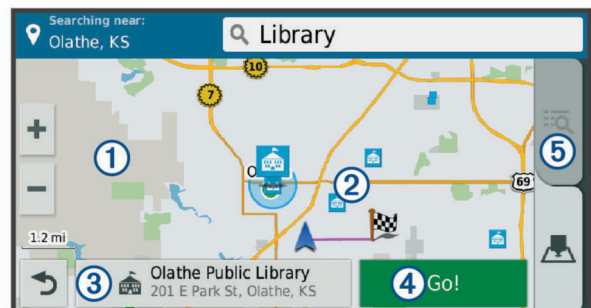 Searching near:
Olathe, KS
Library
10
7
+
1
5
O
2
69
−
1.2 mi
3
Olathe Public Library
201 E Park St, Olathe, KS
4
Go!